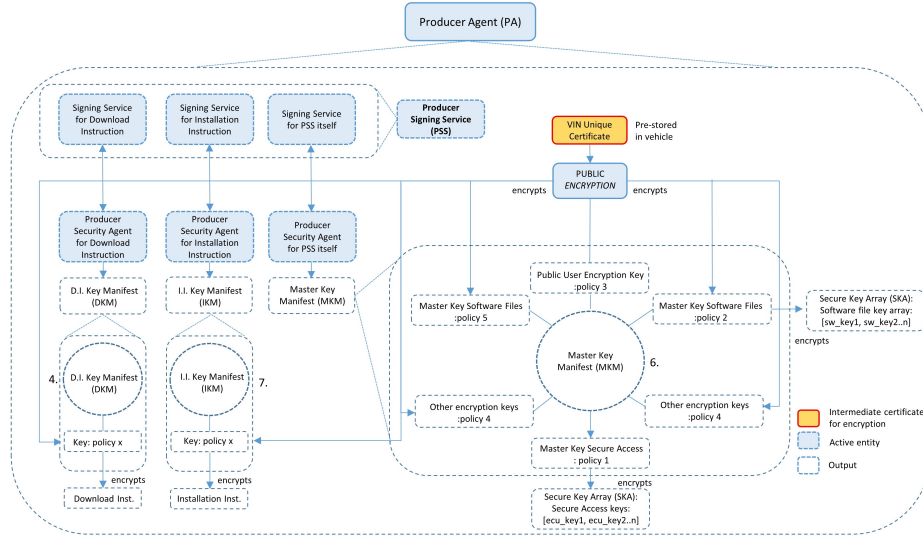 Producer Agent (PA)
Signing Service
for Download
Instruction
Signing Service
for Installation
Instruction
Signing Service
for PSS itself
Producer
Signing Service
(PSS)
VIN Unique
Certificate
Pre-stored
in vehicle
PUBLIC
ENCRYPTION
encrypts
encrypts
Producer
Security Agent
for Download
Instruction
Producer
Security Agent
for Installation
Instruction
Producer
Security Agent
for PSS itself
D.I. Key Manifest
(DKM)
I.I. Key Manifest
(IKM)
Master Key
Manifest (MKM)
Public User Encryption Key
:policy 3
Master Key Software Files
:policy 5
Master Key Software Files
:policy 2
Secure Key Array (SKA):
Software file key array:
[sw_key1, sw_key2..n]
encrypts
4.
D.I. Key Manifest
(DKM)
I.I. Key Manifest
(IKM)
7.
Master Key
Manifest (MKM)
6.
Other encryption keys
:policy 4
Other encryption keys
:policy 4
Key: policy x
Key: policy x
Master Key Secure Access
: policy 1
encrypts
encrypts
encrypts
Download Inst.
Installation Inst.
Secure Key Array (SKA):
Secure Access keys:
[ecu_key1, ecu_key2..n]
Intermediate certificate
for encryption
Active entity
Output